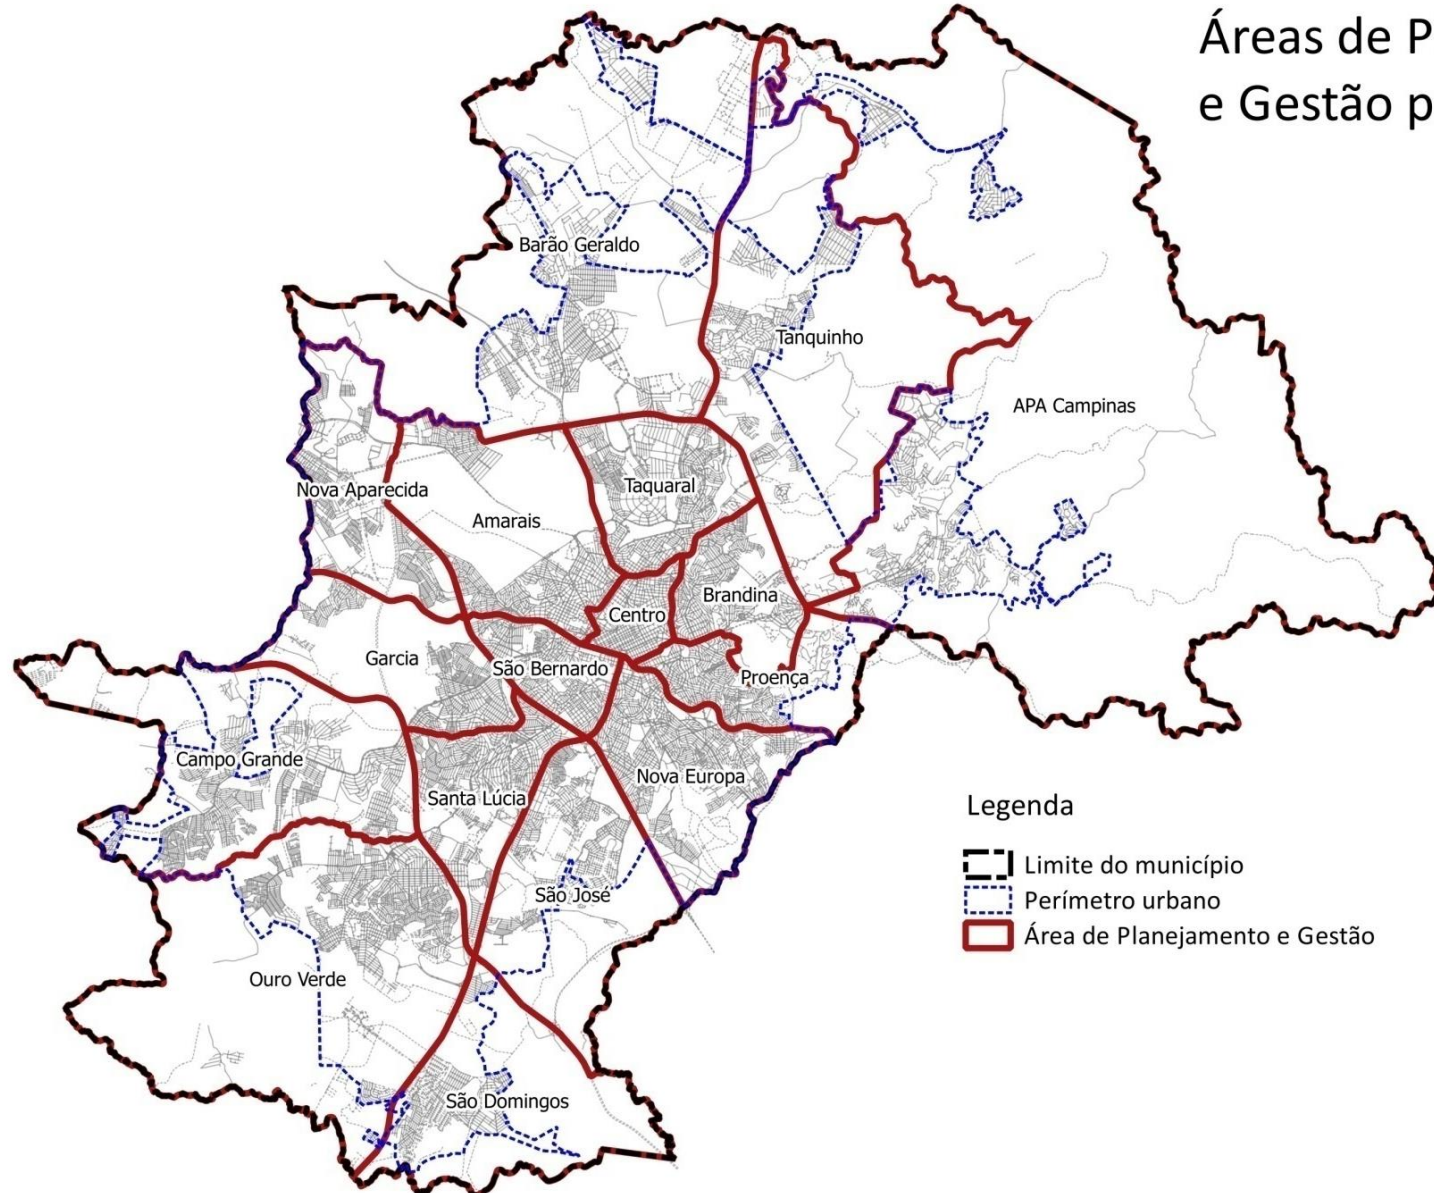 Áreas de P
e Gestão p
Barão Geraldo
Tanquinho
APA Campinas
Nova Aparecida
Taquaral
Amarais
Brandina
Centro
Garcia
São Bernardo
Proença
Campo Grande
Nova Europa
Santa Lúcia
São José
Ouro Verde
São Domingos
Legenda
Limite do município
Perímetro urbano
Área de Planejamento e Gestão